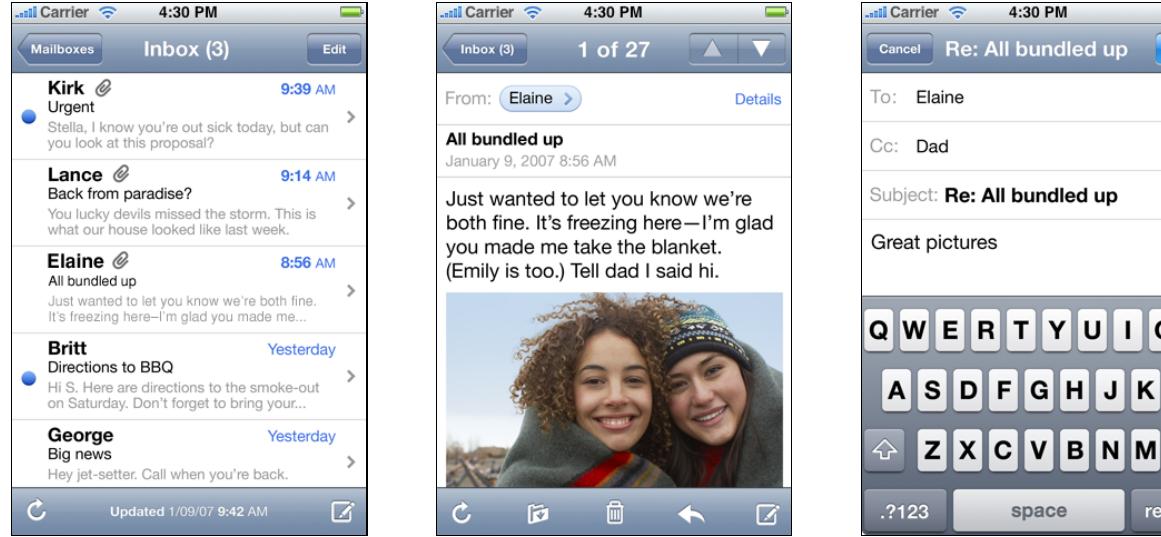 Carrier 4:30 PM
Mailboxes Inbox (3) Edit
Kirk 9:39 AM
Urgent
Stella, I know you're out sick today, but can
you look at this proposal?
Lance 9:14 AM
Back from paradise?
You lucky devils missed the storm. This is
what our house looked like last week.
Elaine 8:56 AM
All bundled up
Just wanted to let you know we're both fine.
It's freezing here–I'm glad you made me...
Britt Yesterday
Directions to BBQ
Hi S. Here are directions to the smoke-out
on Saturday. Don't forget to bring your...
George Yesterday
Big news
Hey jet-setter. Call when you're back.
Updated 1/09/07 9:42 AM
Carrier 4:30 PM
Inbox (3) 1 of 27
From: Elaine Details
All bundled up
January 9, 2007 8:56 AM
Just wanted to let you know we're
both fine. It's freezing here—I'm glad
you made me take the blanket.
(Emily is too.) Tell dad I said hi.
Carrier 4:30 PM
Cancel Re: All bundled up
To: Elaine
Cc: Dad
Subject: Re: All bundled up
Great pictures
Q W E R T Y U I
A S D F G H J K
Z X C V B N M
.?123 space